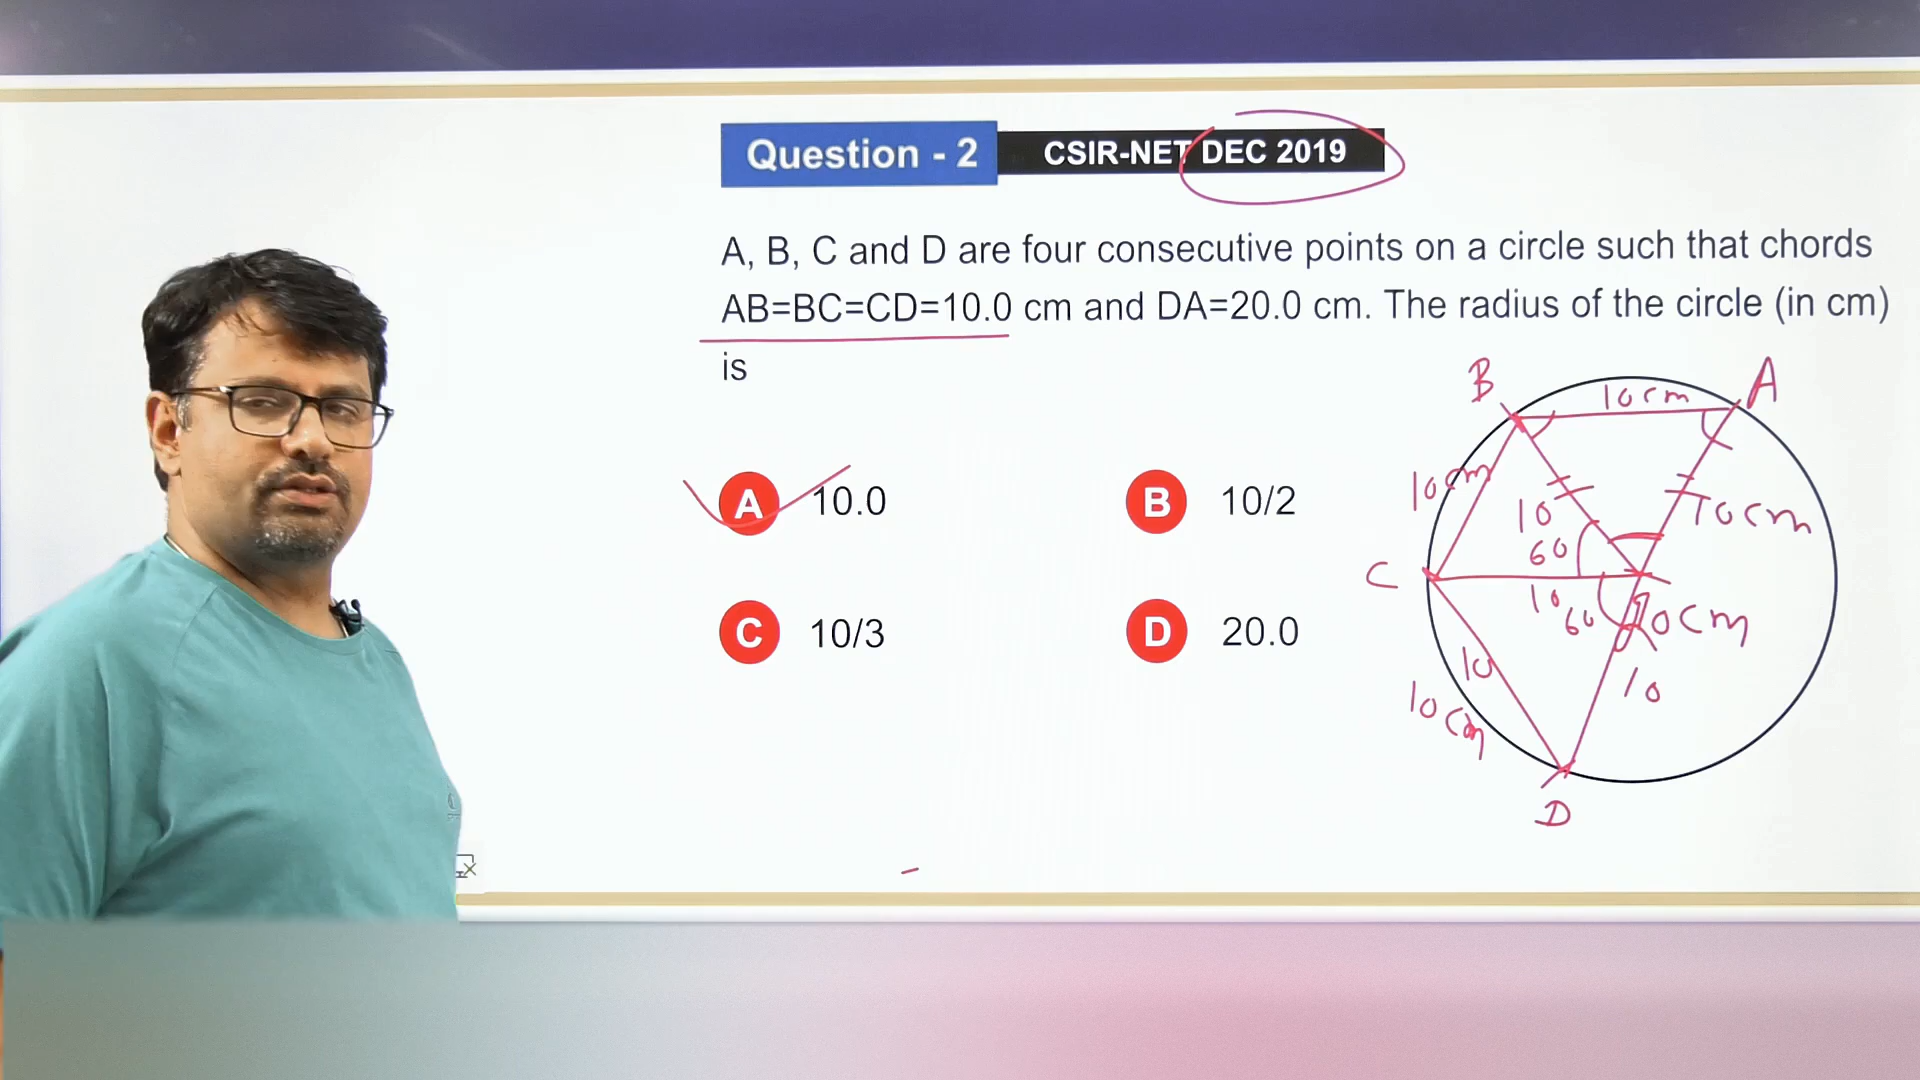 Question - 2 CSIR-NET DEC 2019
A, B, C and D are four consecutive points on a circle such that chords
AB=BC=CD=10.0 cm and DA=20.0 cm. The radius of the circle (in cm)
is
A 10.0
B 10/2
C 10/3
D 20.0
B
A
10cm
10cm
10
10cm
60
C
10
60
10cm
10
10
10cm
D